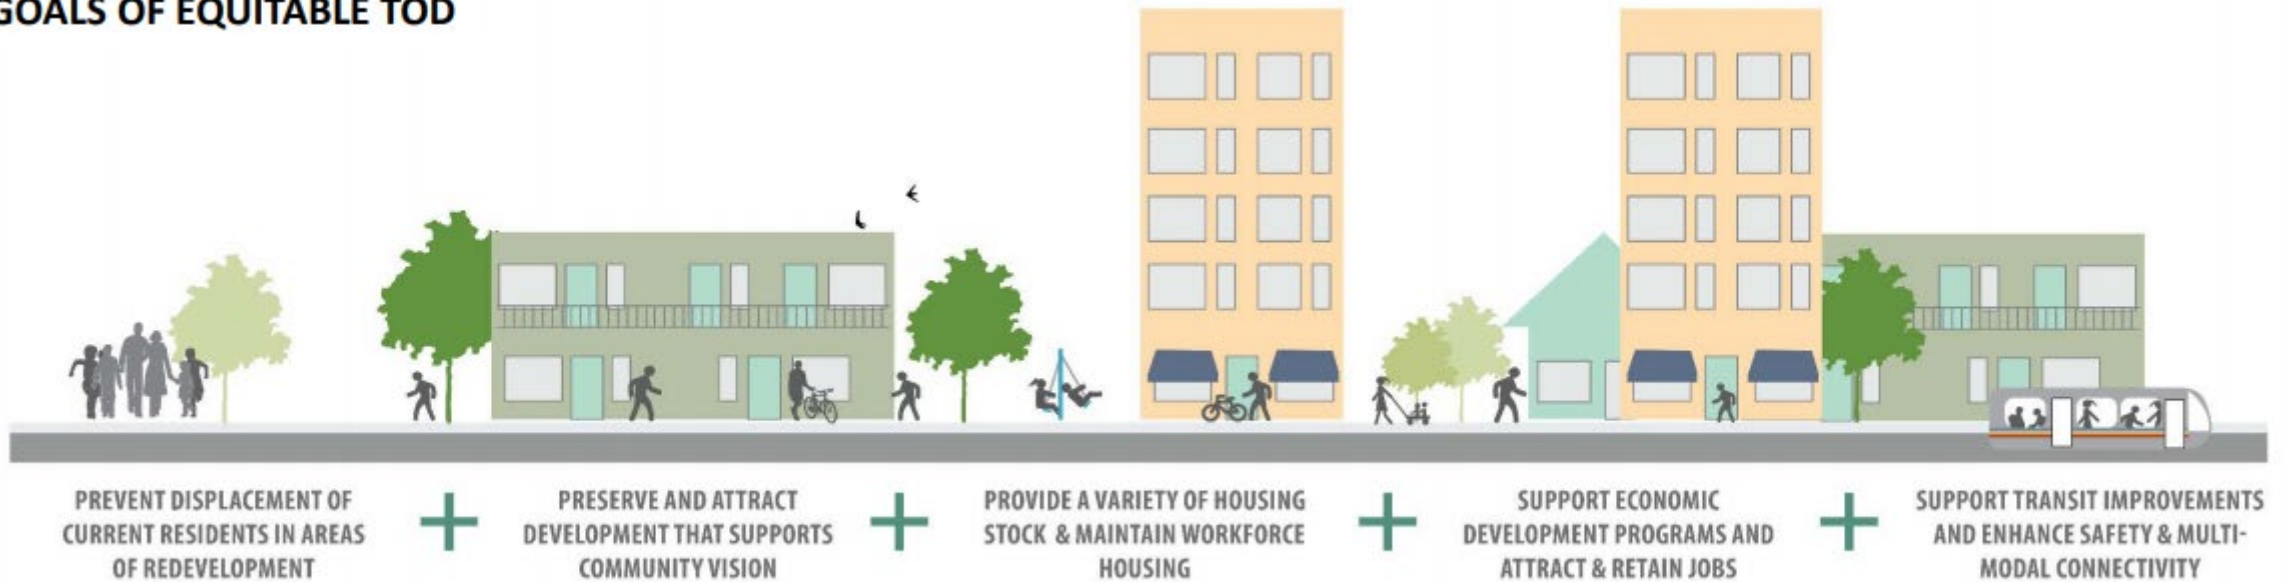 GOALS OF EQUITABLE TOD
PREVENT DISPLACEMENT OF
CURRENT RESIDENTS IN AREAS
OF REDEVELOPMENT
+
PRESERVE AND ATTRACT
DEVELOPMENT THAT SUPPORTS
COMMUNITY VISION
+
PROVIDE A VARIETY OF HOUSING
STOCK & MAINTAIN WORKFORCE
HOUSING
+
SUPPORT ECONOMIC
DEVELOPMENT PROGRAMS AND
ATTRACT & RETAIN JOBS
+
SUPPORT TRANSIT IMPROVEMENTS
AND ENHANCE SAFETY & MULTI-
MODAL CONNECTIVITY